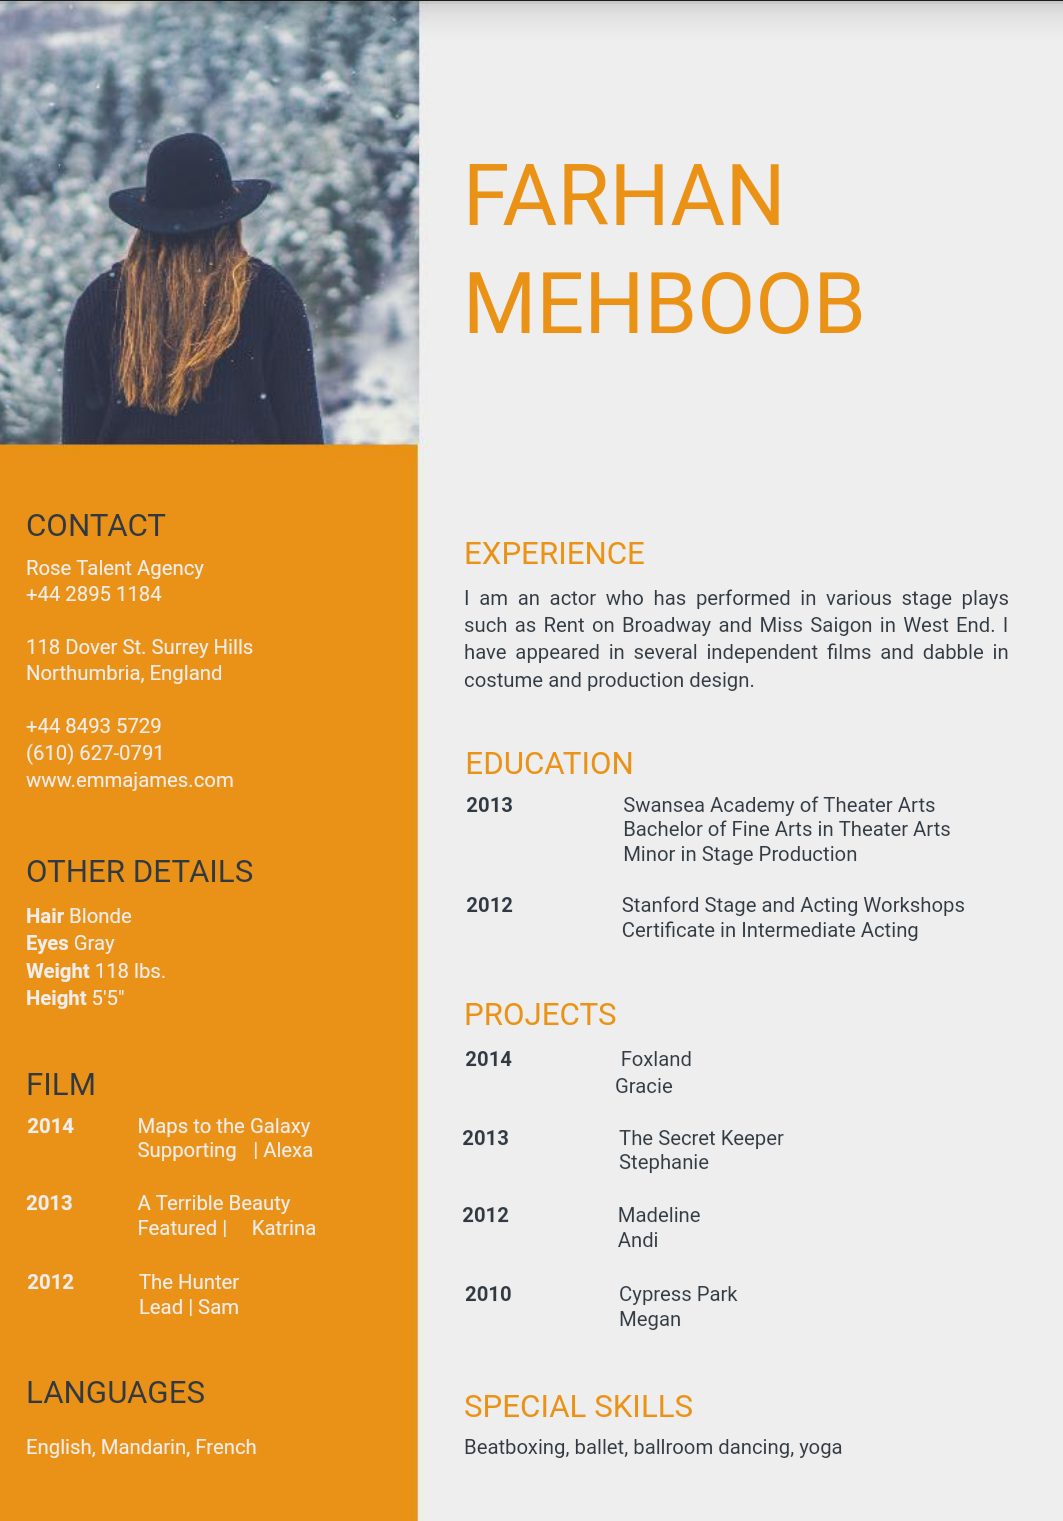 FARHAN
MEHBOOB
CONTACT
Rose Talent Agency
+44 2895 1184
118 Dover St. Surrey Hills
Northumbria, England
+44 8493 5729
(610) 627-0791
www.emmajames.com
OTHER DETAILS
Hair Blonde
Eyes Gray
Weight 118 lbs.
Height 5'5"
FILM
2014 Maps to the Galaxy
Supporting | Alexa
2013 A Terrible Beauty
Featured | Katrina
2012 The Hunter
Lead | Sam
LANGUAGES
English, Mandarin, French
EXPERIENCE
I am an actor who has performed in various stage plays
such as Rent on Broadway and Miss Saigon in West End. I
have appeared in several independent films and dabble in
costume and production design.
EDUCATION
2013 Swansea Academy of Theater Arts
Bachelor of Fine Arts in Theater Arts
Minor in Stage Production
2012 Stanford Stage and Acting Workshops
Certificate in Intermediate Acting
PROJECTS
2014 Foxland
Gracie
2013 The Secret Keeper
Stephanie
2012 Madeline
Andi
2010 Cypress Park
Megan
SPECIAL SKILLS
Beatboxing, ballet, ballroom dancing, yoga